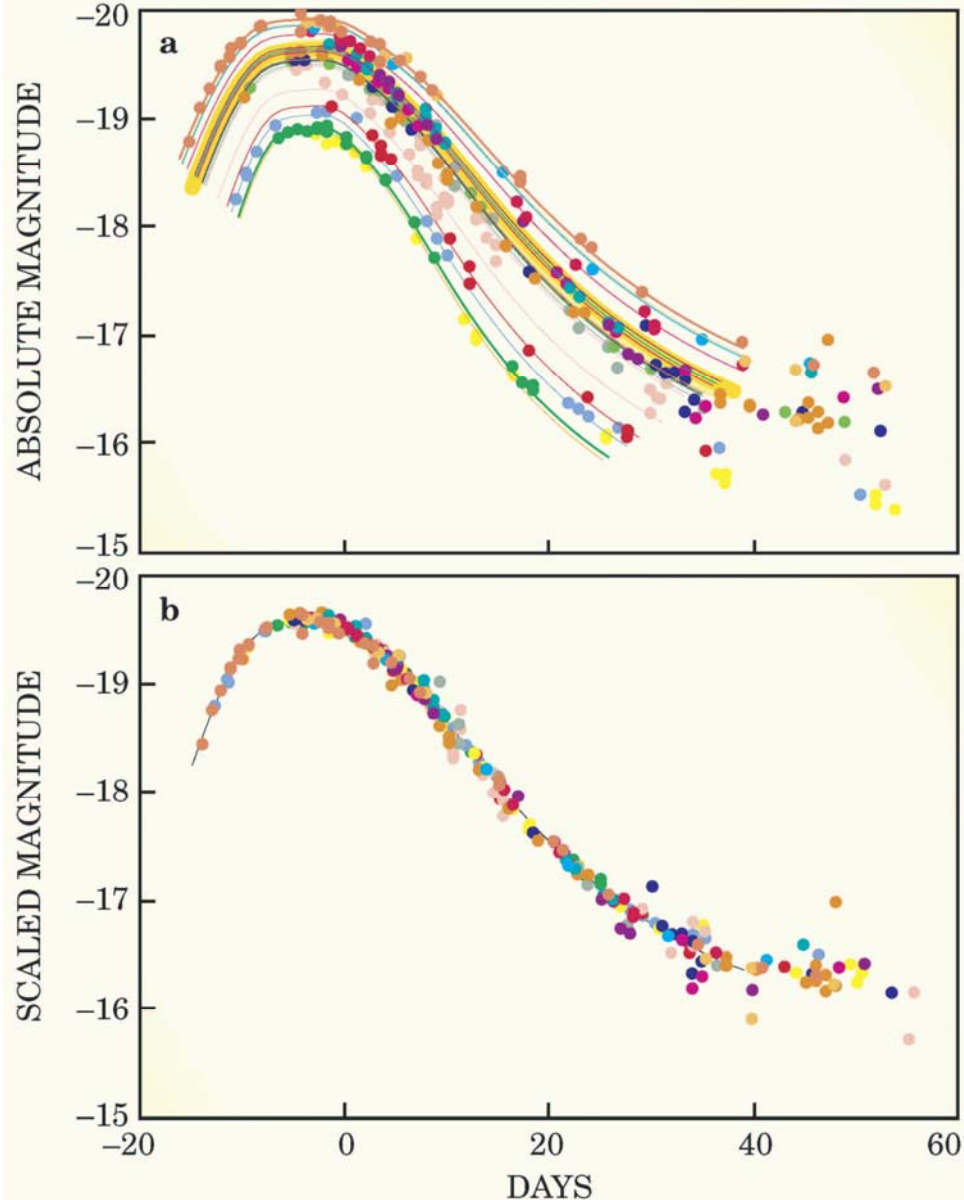 –20
a
–19
–18
–17
–16
–15
ABSOLUTE MAGNITUDE
–20
b
–19
–18
–17
–16
–15
SCALED MAGNITUDE
–20 0 20 40 60
DAYS